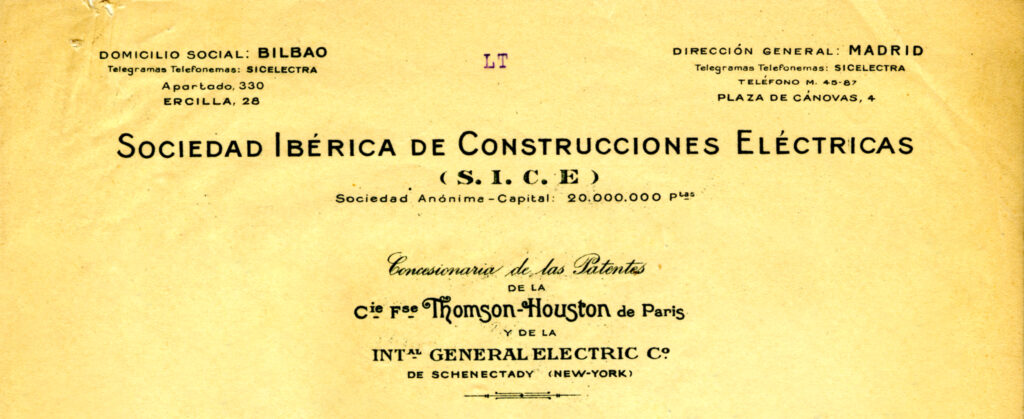 DOMICILIO SOCIAL: BILBAO
Telegramas Telefonemas: SICELECTRA
Apartado, 330
ERCILLA, 28
LT
DIRECCIÓN GENERAL: MADRID
Telegramas Telefonemas: SICELECTRA
TELÉFONO M. 45-87
PLAZA DE CÁNOVAS, 4
SOCIEDAD IBÉRICA DE CONSTRUCCIONES ELÉCTRICAS
(S. I. C. E)
Sociedad Anónima-Capital: 20.000.000 Ptas
Concesionaria de las Patentes
DE LA
Cie Fse Thomson-Houston de Paris
Y DE LA
INTAL GENERAL ELECTRIC Co
DE SCHENECTADY (NEW-YORK)